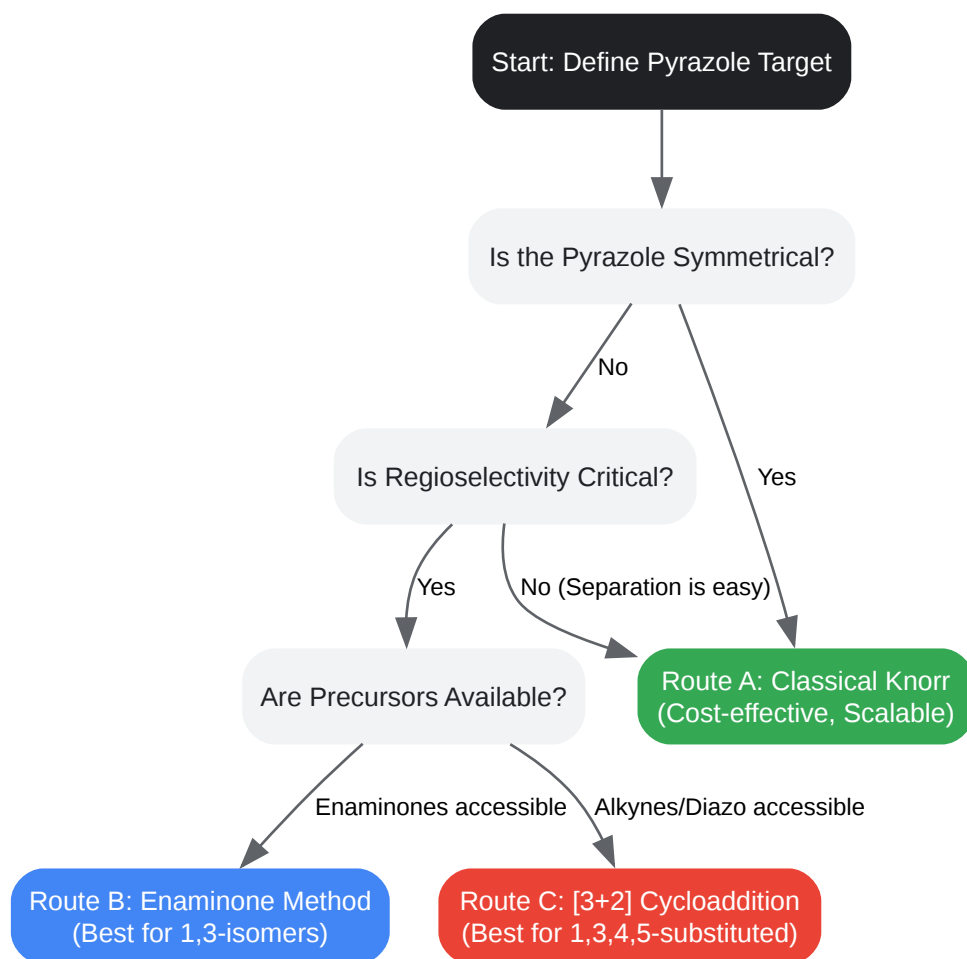 Start: Define Pyrazole Target
Is the Pyrazole Symmetrical?
No
Yes
Is Regioselectivity Critical?
Yes
No (Separation is easy)
Are Precursors Available?
Route A: Classical Knorr
(Cost-effective, Scalable)
Enaminones accessible
Alkynes/Diazo accessible
Route B: Enaminone Method
(Best for 1,3-isomers)
Route C: [3+2] Cycloaddition
(Best for 1,3,4,5-substituted)